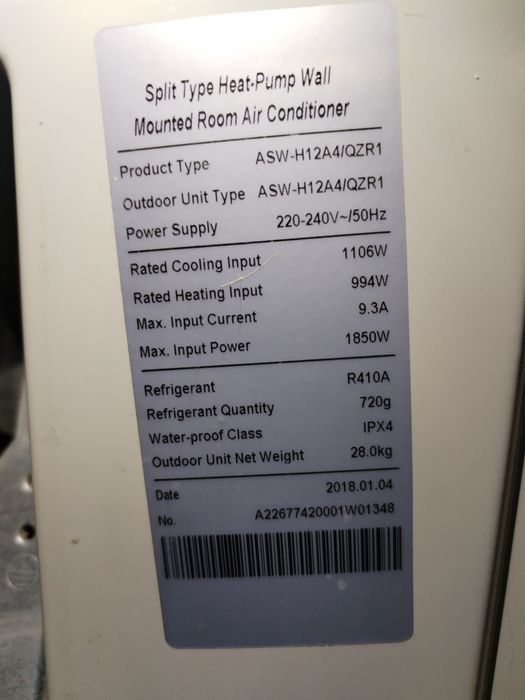 Split Type Heat-Pump Wall
Mounted Room Air Conditioner
Product Type ASW-H12A4/QZR1
Outdoor Unit Type ASW-H12A4/QZR1
Power Supply 220-240V~/50Hz
Rated Cooling Input 1106W
Rated Heating Input 994W
Max. Input Current 9.3A
Max. Input Power 1850W
Refrigerant R410A
Refrigerant Quantity 720g
Water-proof Class IPX4
Outdoor Unit Net Weight 28.0kg
Date 2018.01.04
No. A22677420001W01348